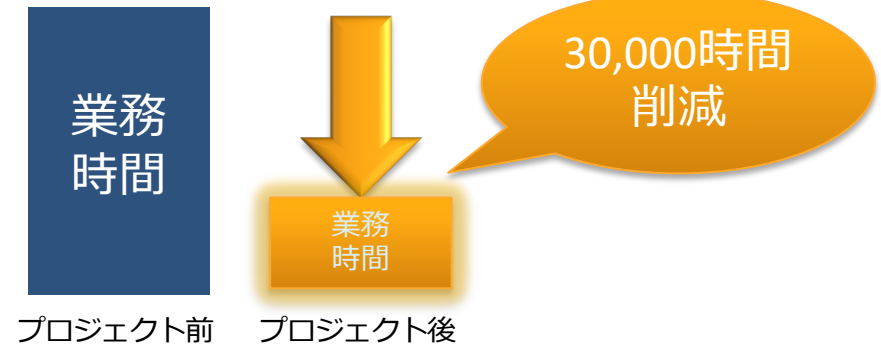 業務
時間
30,000時間
削減
業務
時間
プロジェクト前
プロジェクト後